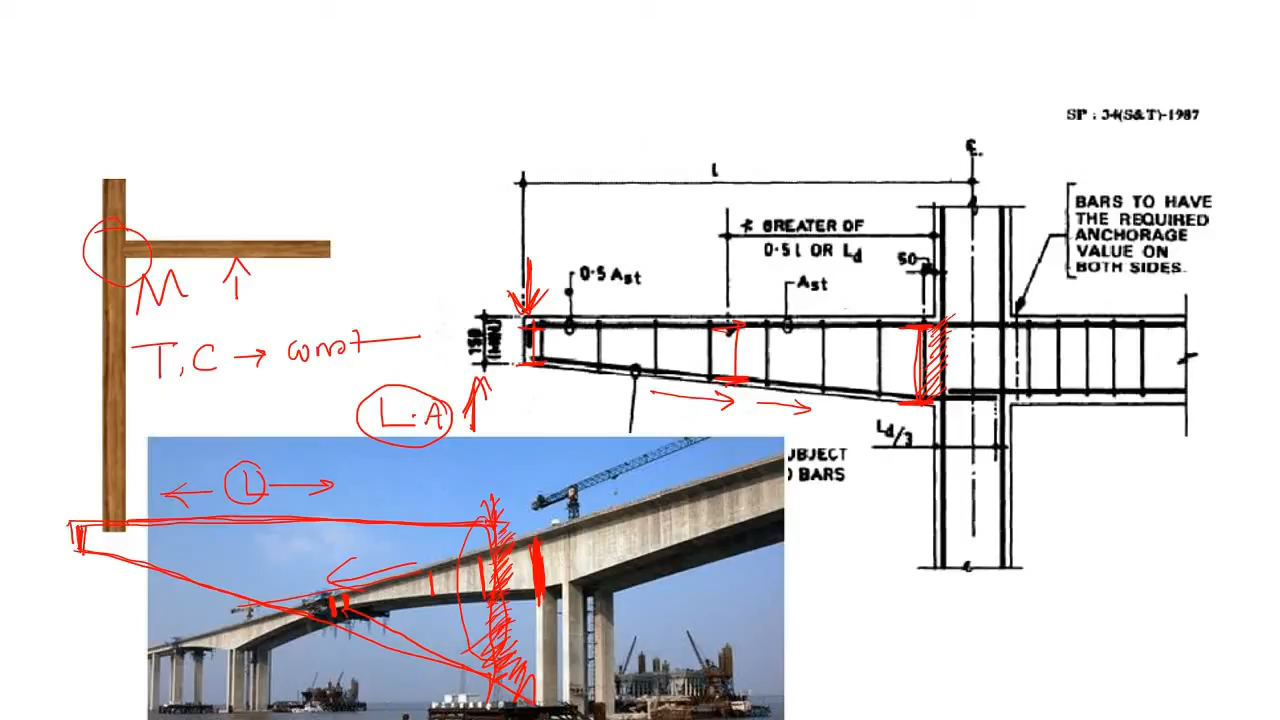 SP : 34(S&T)-1987
℄
l
BARS TO HAVE
THE REQUIRED
ANCHORAGE
VALUE ON
BOTH SIDES.
* GREATER OF
0·5 l OR Ld
50
0·5 Ast
Ast
150
(MIN)
M
T, C → const
L.A
Ld/3
UBJECT
D BARS
L